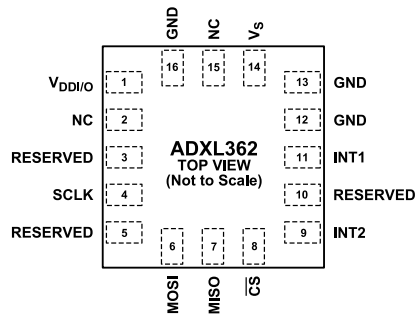 GND
NC
VS
16
15
14
VDDI/O 1
13 GND
NC 2
12 GND
RESERVED 3
11 INT1
SCLK 4
10 RESERVED
RESERVED 5
9 INT2
ADXL362
TOP VIEW
(Not to Scale)
6
7
8
MOSI
MISO
C̅S̅